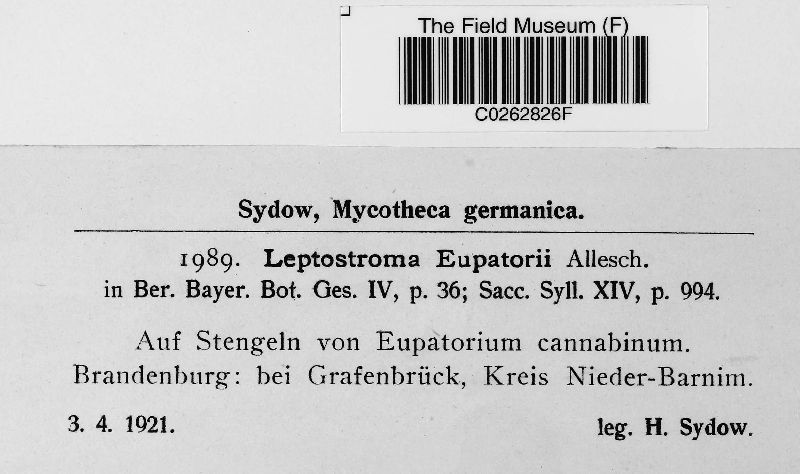 The Field Museum (F)
C0262826F
Sydow, Mycotheca germanica.
1989. Leptostroma Eupatorii Allesch.
in Ber. Bayer. Bot. Ges. IV, p. 36; Sacc. Syll. XIV, p. 994.
Auf Stengeln von Eupatorium cannabinum.
Brandenburg: bei Grafenbrück, Kreis Nieder-Barnim.
3. 4. 1921. leg. H. Sydow.